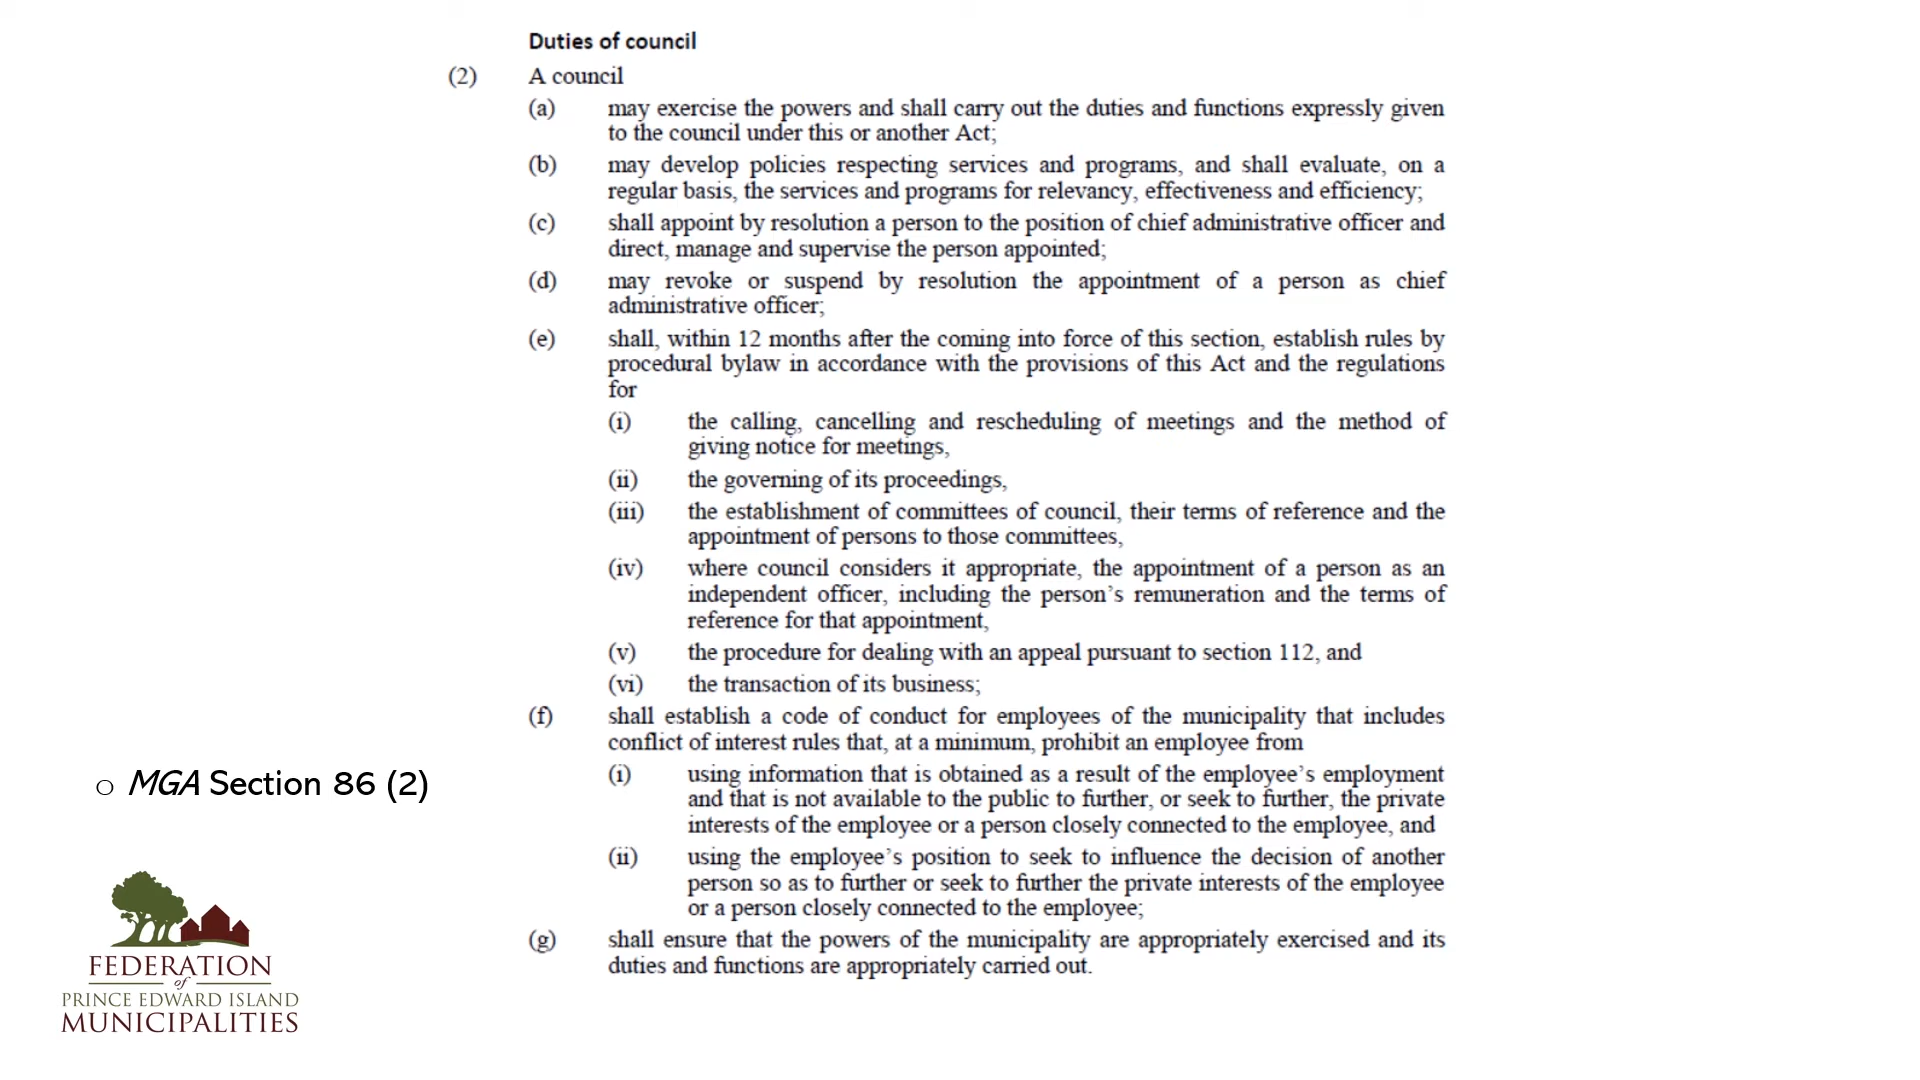 Duties of council
(2) A council
(a) may exercise the powers and shall carry out the duties and functions expressly given
to the council under this or another Act;
(b) may develop policies respecting services and programs, and shall evaluate, on a
regular basis, the services and programs for relevancy, effectiveness and efficiency;
(c) shall appoint by resolution a person to the position of chief administrative officer and
direct, manage and supervise the person appointed;
(d) may revoke or suspend by resolution the appointment of a person as chief
administrative officer;
(e) shall, within 12 months after the coming into force of this section, establish rules by
procedural bylaw in accordance with the provisions of this Act and the regulations
for
(i) the calling, cancelling and rescheduling of meetings and the method of
giving notice for meetings,
(ii) the governing of its proceedings,
(iii) the establishment of committees of council, their terms of reference and the
appointment of persons to those committees,
(iv) where council considers it appropriate, the appointment of a person as an
independent officer, including the person's remuneration and the terms of
reference for that appointment,
(v) the procedure for dealing with an appeal pursuant to section 112, and
(vi) the transaction of its business;
(f) shall establish a code of conduct for employees of the municipality that includes
conflict of interest rules that, at a minimum, prohibit an employee from
(i) using information that is obtained as a result of the employee's employment
and that is not available to the public to further, or seek to further, the private
interests of the employee or a person closely connected to the employee, and
(ii) using the employee's position to seek to influence the decision of another
person so as to further or seek to further the private interests of the employee
or a person closely connected to the employee;
(g) shall ensure that the powers of the municipality are appropriately exercised and its
duties and functions are appropriately carried out.
o MGA Section 86 (2)
FEDERATION
of
PRINCE EDWARD ISLAND
MUNICIPALITIES